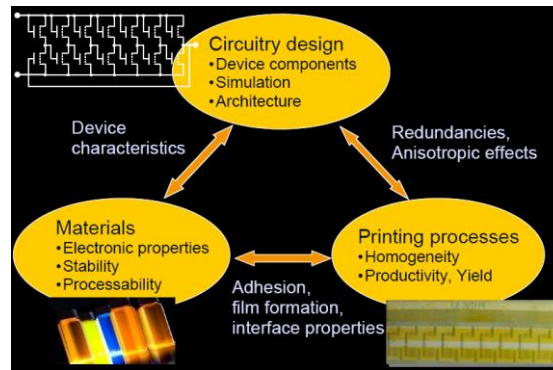 Circuitry design
•Device components
•Simulation
•Architecture
Device
characteristics
Redundancies,
Anisotropic effects
Materials
•Electronic properties
•Stability
•Processability
Printing processes
•Homogeneity
•Productivity, Yield
Adhesion,
film formation,
interface properties